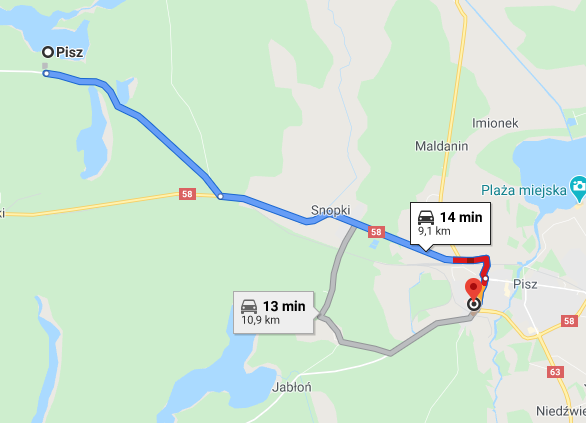 Pisz
Imionek
Maldanin
Plaża miejska
58
ki
Snopki
14 min
9,1 km
58
Pisz
13 min
10,9 km
58
63
Jabłoń
Niedźwie